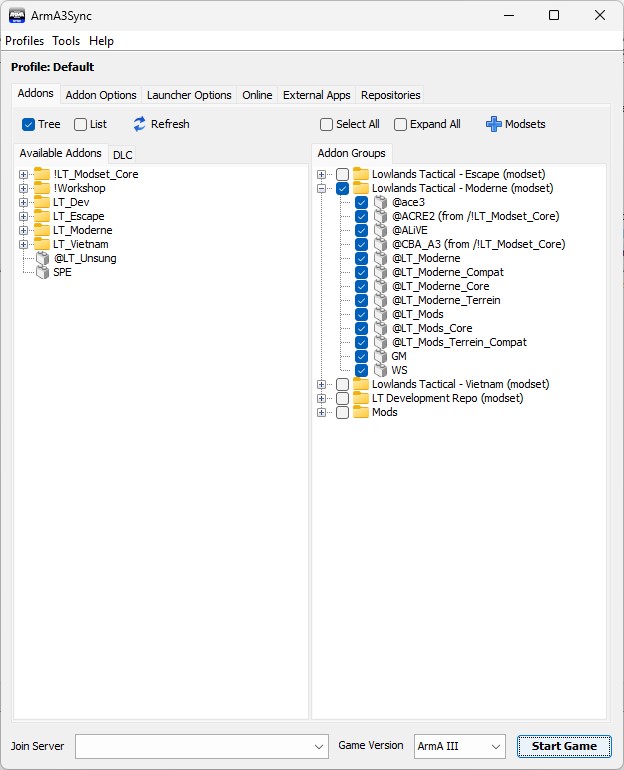 ArmA3Sync
Profiles Tools Help
Profile: Default
Addons Addon Options Launcher Options Online External Apps Repositories
Tree List Refresh Select All Expand All Modsets
Available Addons DLC
!LT_Modset_Core
!Workshop
LT_Dev
LT_Escape
LT_Moderne
LT_Vietnam
@LT_Unsung
SPE
Addon Groups
Lowlands Tactical - Escape (modset)
Lowlands Tactical - Moderne (modset)
@ace3
@ACRE2 (from /!LT_Modset_Core)
@ALiVE
@CBA_A3 (from /!LT_Modset_Core)
@LT_Moderne
@LT_Moderne_Compat
@LT_Moderne_Core
@LT_Moderne_Terrein
@LT_Mods
@LT_Mods_Core
@LT_Mods_Terrein_Compat
GM
WS
Lowlands Tactical - Vietnam (modset)
LT Development Repo (modset)
Mods
Join Server Game Version ArmA III Start Game